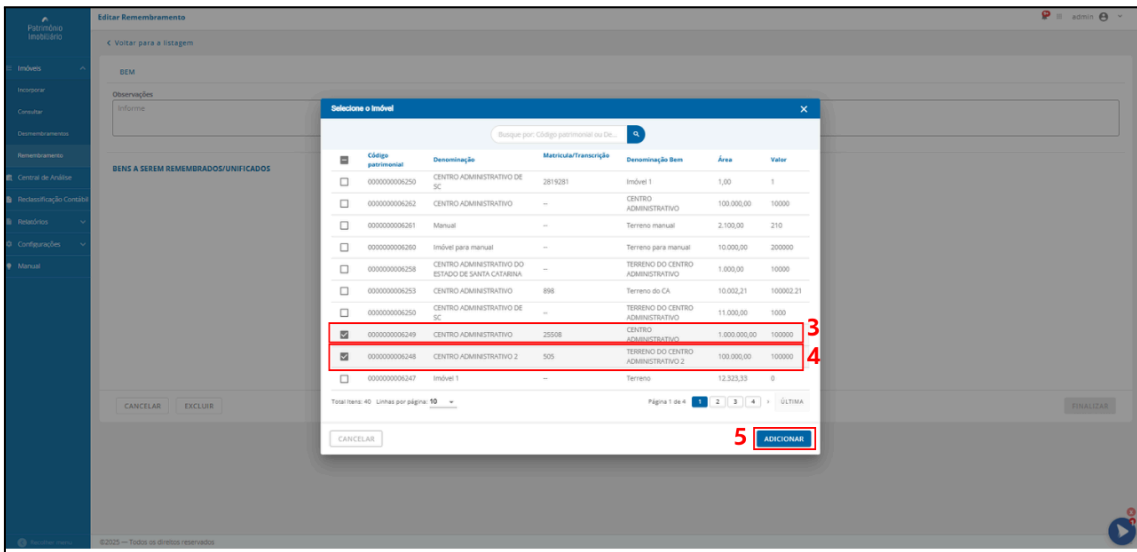 Patrimônio
Imobiliário
Editar Remembramento
admin
Voltar para a listagem
Imóveis
Incorporar
Consultar
Desmembramentos
Remembramento
Central de Análise
Reclassificação Contábil
Relatórios
Configurações
Manual
BEM
Observações
Informe
BENS A SEREM REMEMBRADOS/UNIFICADOS
Selecione o Imóvel
Busque por: Código patrimonial ou De...
Código patrimonial Denominação Matricula/Transcrição Denominação Bem Área Valor
0000000006250 CENTRO ADMINISTRATIVO DE SC 2819281 Imóvel 1 1,00 1
0000000006262 CENTRO ADMINISTRATIVO -- CENTRO ADMINISTRATIVO 100.000,00 10000
0000000006261 Manual -- Terreno manual 2.100,00 210
0000000006260 Imóvel para manual -- Terreno para manual 10.000,00 200000
0000000006258 CENTRO ADMINISTRATIVO DO ESTADO DE SANTA CATARINA -- TERRENO DO CENTRO ADMINISTRATIVO 1.000,00 10000
0000000006253 CENTRO ADMINISTRATIVO 898 Terreno do CA 10.002,21 100002.21
0000000006250 CENTRO ADMINISTRATIVO DE SC -- TERRENO DO CENTRO ADMINISTRATIVO 11.000,00 1000
0000000006249 CENTRO ADMINISTRATIVO 25508 CENTRO ADMINISTRATIVO 1.000.000,00 100000 3
0000000006248 CENTRO ADMINISTRATIVO 2 505 TERRENO DO CENTRO ADMINISTRATIVO 2 100.000,00 100000 4
0000000006247 Imóvel 1 -- Terreno 12.323,33 0
Total itens: 40 Linhas por página: 10 Página 1 de 4 1 2 3 4 › ÚLTIMA
CANCELAR 5 ADICIONAR
CANCELAR EXCLUIR FINALIZAR
©2025 — Todos os direitos reservados